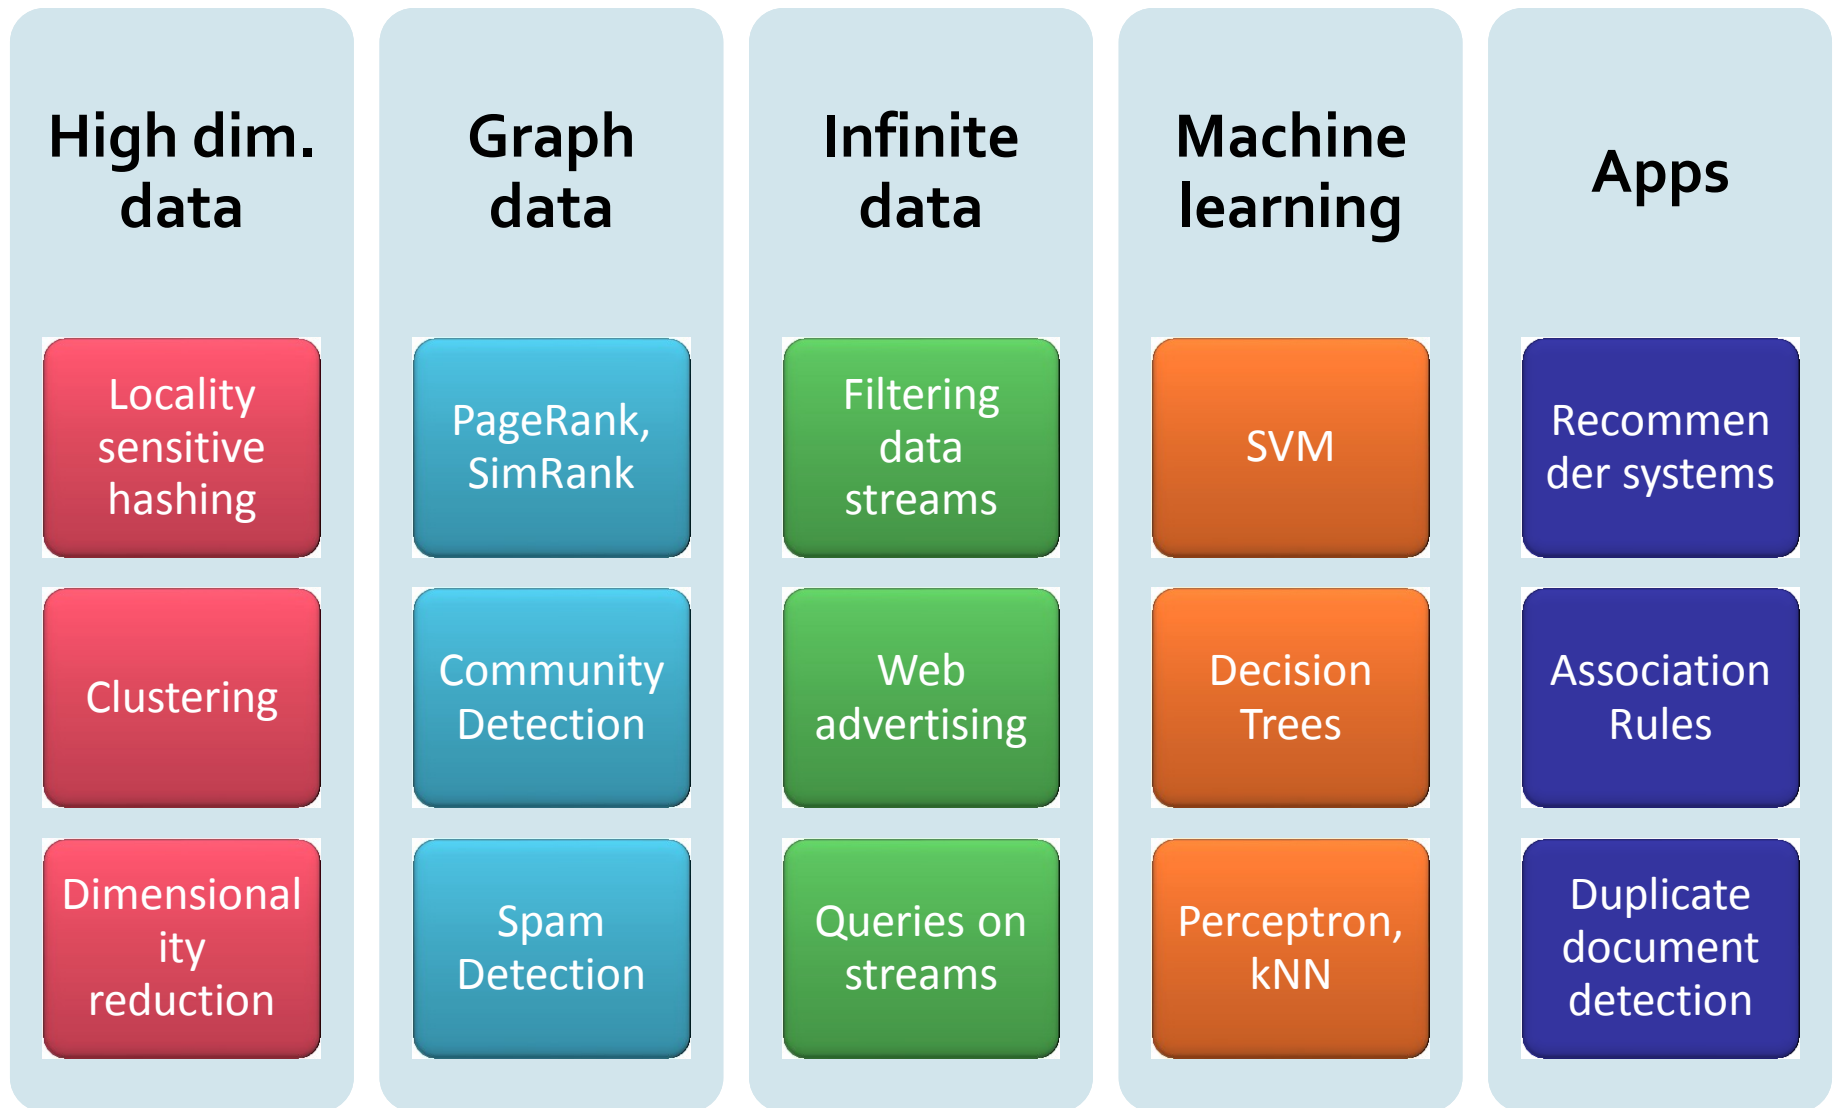 High dim.
data
Locality
sensitive
hashing
Clustering
Dimensional
ity
reduction
Graph
data
PageRank,
SimRank
Community
Detection
Spam
Detection
Infinite
data
Filtering
data
streams
Web
advertising
Queries on
streams
Machine
learning
SVM
Decision
Trees
Perceptron,
kNN
Apps
Recommen
der systems
Association
Rules
Duplicate
document
detection